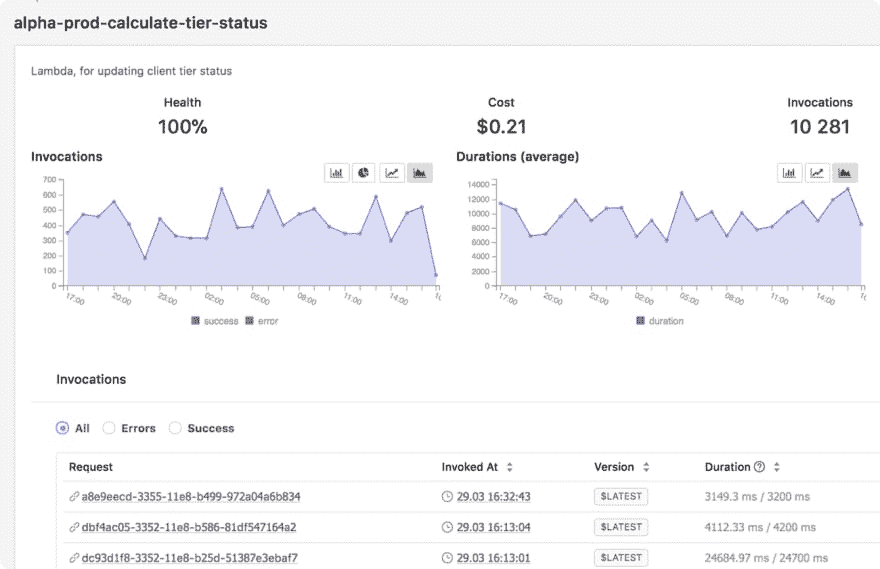 alpha-prod-calculate-tier-status
Lambda, for updating client tier status
Health Cost Invocations
100% $0.21 10 281
Invocations
700
600
500
400
300
200
100
0
17:00 20:00 23:00 02:00 05:00 08:00 11:00 14:00
success error
Durations (average)
14000
12000
10000
8000
6000
4000
2000
0
17:00 20:00 23:00 02:00 05:00 08:00 11:00 14:00
duration
Invocations
All Errors Success
Request Invoked At Version Duration
a8e9eecd-3355-11e8-b499-972a04a6b834 29.03 16:32:43 $LATEST 3149.3 ms / 3200 ms
dbf4ac05-3352-11e8-b586-81df547164a2 29.03 16:13:04 $LATEST 4112.33 ms / 4200 ms
dc93d1f8-3352-11e8-b25d-51387e3ebaf7 29.03 16:13:01 $LATEST 24684.97 ms / 24700 ms